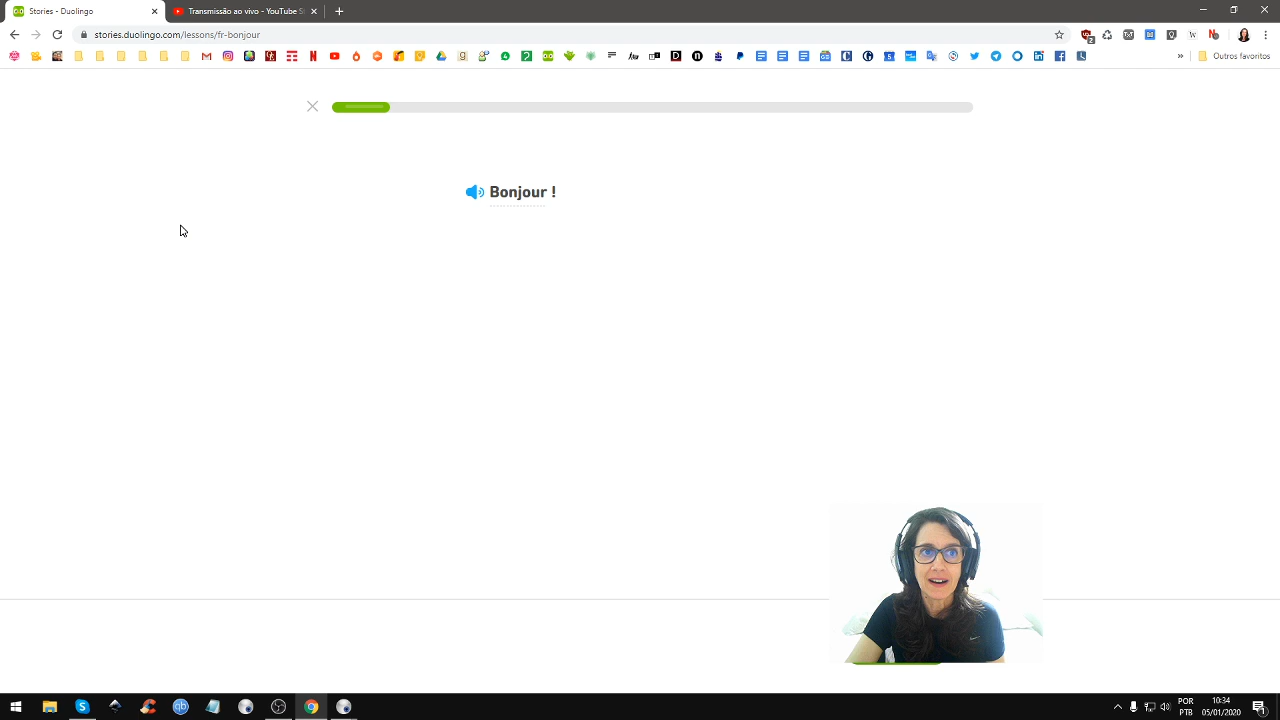 Stories - Duolingo
Transmissão ao vivo - YouTube S
stories.duolingo.com/lessons/fr-bonjour
Outros favoritos
Bonjour !
POR
PTB
10:34
05/01/2020